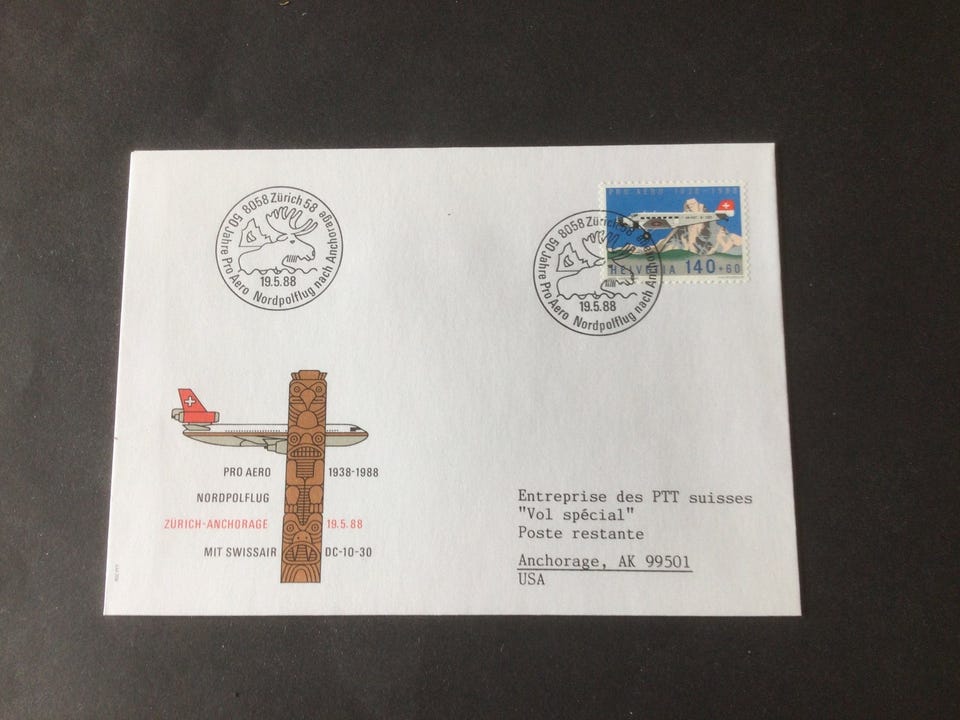 50 Jahre Pro Aero 8058 Zürich 58
19.5.88
Nordpolflug nach Anchorage
PRO AERO 1938-1988
HELVETIA 140+60
50 Jahre Pro Aero 8058 Zürich 58
19.5.88
Nordpolflug nach Anchorage
PRO AERO 1938-1988
NORDPOLFLUG
ZÜRICH-ANCHORAGE 19.5.88
MIT SWISSAIR DC-10-30
Entreprise des PTT suisses
"Vol spécial"
Poste restante
Anchorage, AK 99501
USA